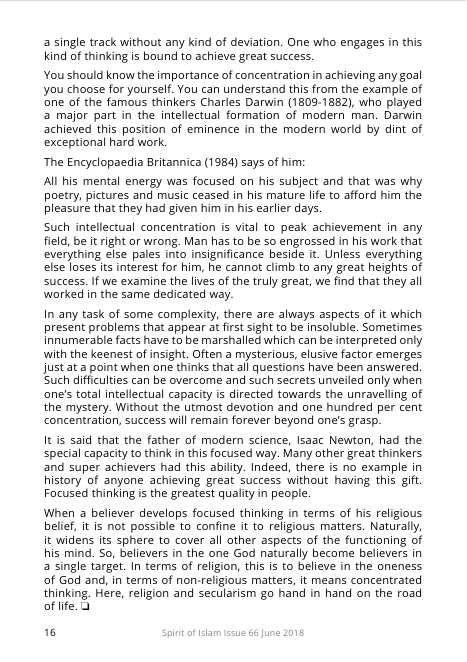 a single track without any kind of deviation. One who engages in this
kind of thinking is bound to achieve great success.
You should know the importance of concentration in achieving any goal
you choose for yourself. You can understand this from the example of
one of the famous thinkers Charles Darwin (1809-1882), who played
a major part in the intellectual formation of modern man. Darwin
achieved this position of eminence in the modern world by dint of
exceptional hard work.
The Encyclopaedia Britannica (1984) says of him:
All his mental energy was focused on his subject and that was why
poetry, pictures and music ceased in his mature life to afford him the
pleasure that they had given him in his earlier days.
Such intellectual concentration is vital to peak achievement in any
field, be it right or wrong. Man has to be so engrossed in his work that
everything else pales into insignificance beside it. Unless everything
else loses its interest for him, he cannot climb to any great heights of
success. If we examine the lives of the truly great, we find that they all
worked in the same dedicated way.
In any task of some complexity, there are always aspects of it which
present problems that appear at first sight to be insoluble. Sometimes
innumerable facts have to be marshalled which can be interpreted only
with the keenest of insight. Often a mysterious, elusive factor emerges
just at a point when one thinks that all questions have been answered.
Such difficulties can be overcome and such secrets unveiled only when
one’s total intellectual capacity is directed towards the unravelling of
the mystery. Without the utmost devotion and one hundred per cent
concentration, success will remain forever beyond one’s grasp.
It is said that the father of modern science, Isaac Newton, had the
special capacity to think in this focused way. Many other great thinkers
and super achievers had this ability. Indeed, there is no example in
history of anyone achieving great success without having this gift.
Focused thinking is the greatest quality in people.
When a believer develops focused thinking in terms of his religious
belief, it is not possible to confine it to religious matters. Naturally,
it widens its sphere to cover all other aspects of the functioning of
his mind. So, believers in the one God naturally become believers in
a single target. In terms of religion, this is to believe in the oneness
of God and, in terms of non-religious matters, it means concentrated
thinking. Here, religion and secularism go hand in hand on the road
of life. ❏
16 Spirit of Islam Issue 66 June 2018